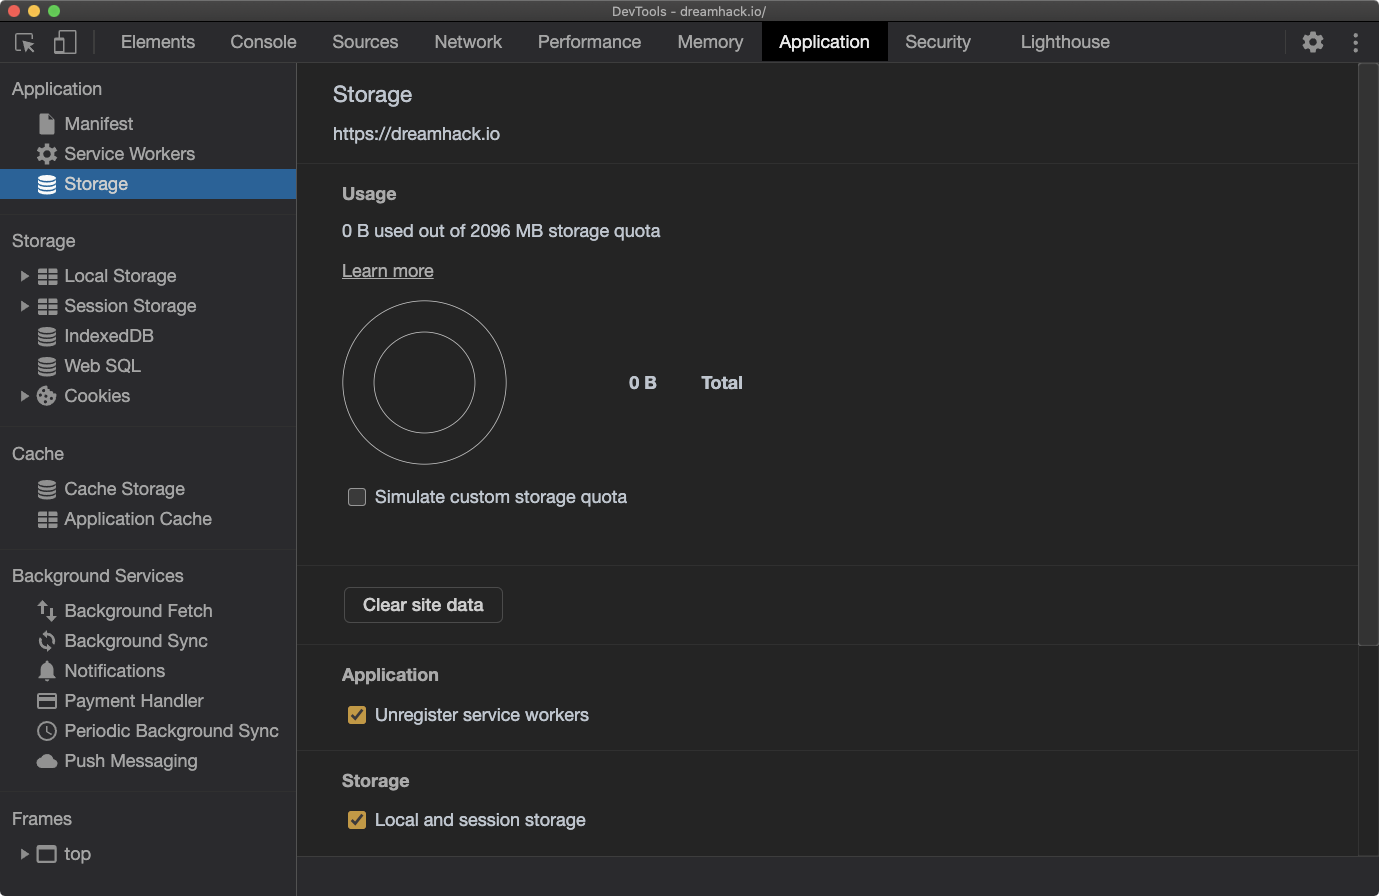 DevTools - dreamhack.io/
Elements Console Sources Network Performance Memory Application Security Lighthouse
Application
Manifest
Service Workers
Storage
Storage
Local Storage
Session Storage
IndexedDB
Web SQL
Cookies
Cache
Cache Storage
Application Cache
Background Services
Background Fetch
Background Sync
Notifications
Payment Handler
Periodic Background Sync
Push Messaging
Frames
top
Storage
https://dreamhack.io
Usage
0 B used out of 2096 MB storage quota
Learn more
0 B Total
Simulate custom storage quota
Clear site data
Application
Unregister service workers
Storage
Local and session storage